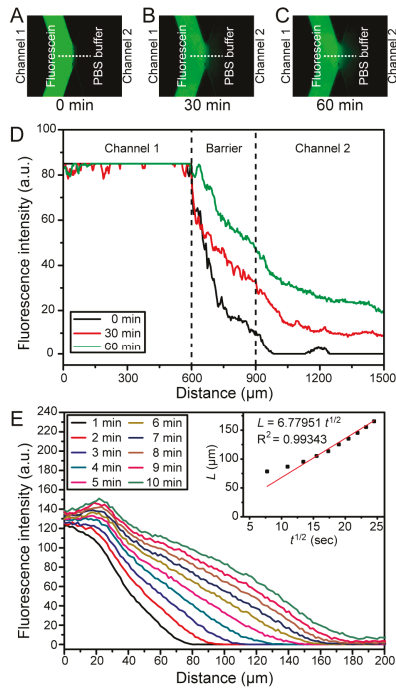 A
B
C
Channel 1
Fluorescein
PBS buffer
Channel 2
Channel 1
Fluorescein
PBS buffer
Channel 2
Channel 1
Fluorescein
PBS buffer
Channel 2
0 min
30 min
60 min
D
Fluorescence intensity (a.u.)
100
80
60
40
20
0
Channel 1
Barrier
Channel 2
0 min
30 min
0 300 600 900 1200 1500
Distance (µm)
E
Fluorescence intensity (a.u.)
240
220
200
180
160
140
120
100
80
60
40
20
0
1 min 6 min
2 min 7 min
3 min 8 min
4 min 9 min
5 min 10 min
L (µm)
200
150
100
50
0
L = 6.77951 t1/2
R2 = 0.99343
5 10 15 20 25
t1/2 (sec)
0 20 40 60 80 100 120 140 160 180 200
Distance (µm)